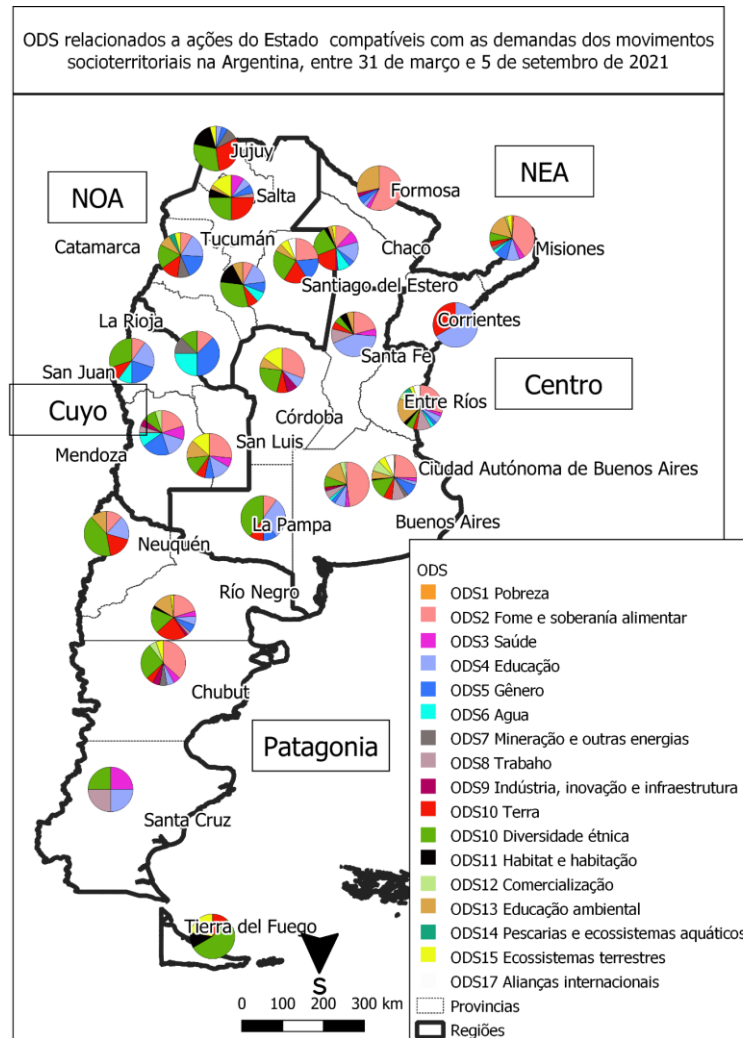 ODS relacionados a ações do Estado compatíveis com as demandas dos movimentos
socioterritoriais na Argentina, entre 31 de março e 5 de setembro de 2021
Jujuy
NOA
NEA
Salta
Formosa
Catamarca
Tucumán
Chaco
Misiones
Santiago del Estero
La Rioja
Corrientes
Santa Fe
San Juan
Centro
Cuyo
Entre Ríos
Córdoba
San Luis
Mendoza
Ciudad Autónoma de Buenos Aires
La Pampa
Buenos Aires
Neuquén
Río Negro
Chubut
Patagonia
Santa Cruz
Tierra del Fuego
S
0 100 200 300 km
ODS
ODS1 Pobreza
ODS2 Fome e soberanía alimentar
ODS3 Saúde
ODS4 Educação
ODS5 Gênero
ODS6 Agua
ODS7 Mineração e outras energias
ODS8 Trabaho
ODS9 Indústria, inovação e infraestrutura
ODS10 Terra
ODS10 Diversidade étnica
ODS11 Habitat e habitação
ODS12 Comercialização
ODS13 Educação ambiental
ODS14 Pescarias e ecossistemas aquáticos
ODS15 Ecossistemas terrestres
ODS17 Alianças internacionais
Provincias
Regiões